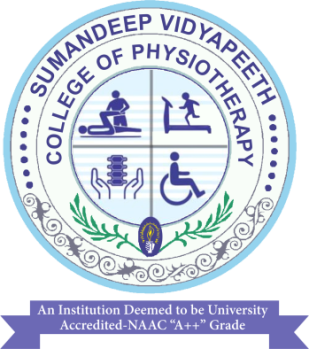 SUMANDEEP VIDYAPEETH
COLLEGE OF PHYSIOTHERAPY
An Institution Deemed to be University
Accredited-NAAC “A++” Grade